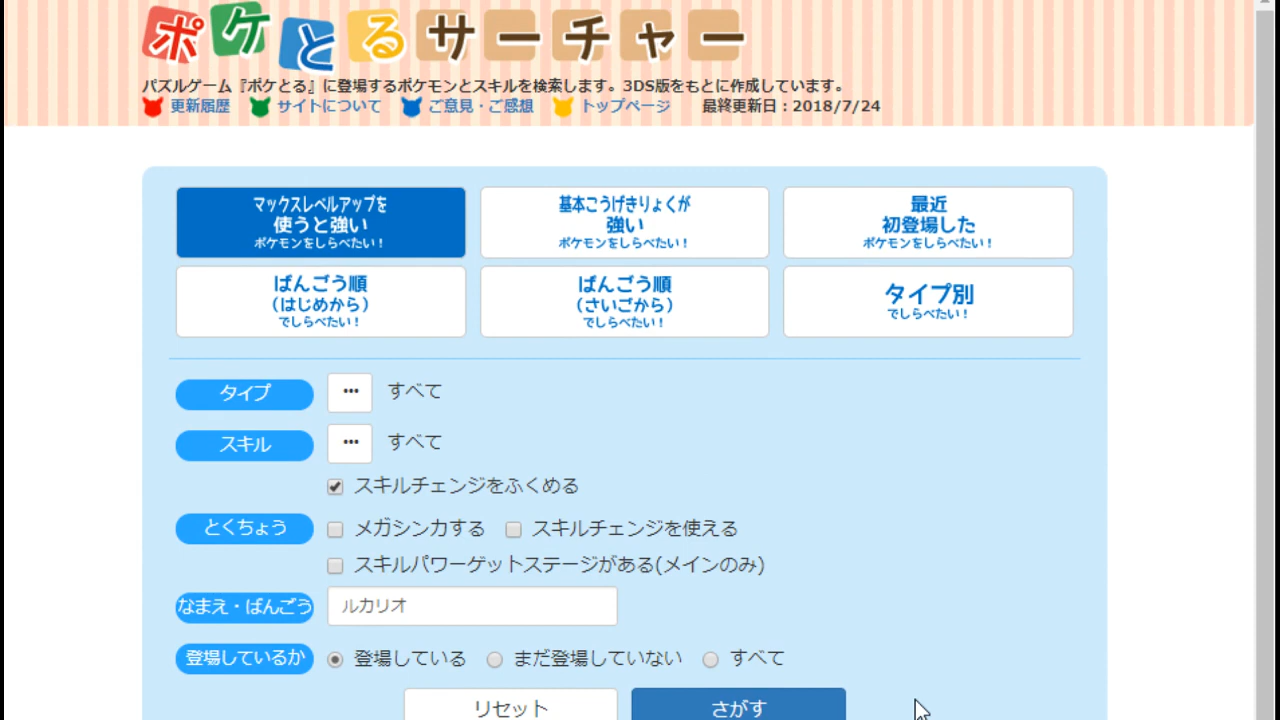 ポケとるサーチャー
パズルゲーム『ポケとる』に登場するポケモンとスキルを検索します。3DS版をもとに作成しています。
更新履歴 サイトについて ご意見・ご感想 トップページ 最終更新日：2018/7/24
マックスレベルアップを
使うと強い
ポケモンをしらべたい！
基本こうげきりょくが
強い
ポケモンをしらべたい！
最近
初登場した
ポケモンをしらべたい！
ばんごう順
（はじめから）
でしらべたい！
ばんごう順
（さいごから）
でしらべたい！
タイプ別
でしらべたい！
タイプ ••• すべて
スキル ••• すべて
スキルチェンジをふくめる
とくちょう メガシンカする スキルチェンジを使える
スキルパワーゲットステージがある(メインのみ)
なまえ・ばんごう ルカリオ
登場しているか 登場している まだ登場していない すべて
リセット さがす